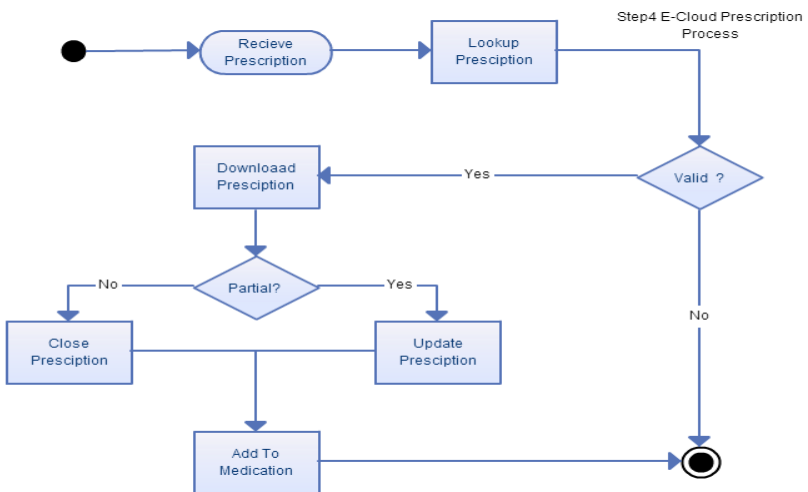 Step4 E-Cloud Prescription
Process
Recieve
Prescription
Lookup
Presciption
Valid ?
Yes
Downloaad
Presciption
Partial?
No
Yes
No
Close
Presciption
Update
Presciption
Add To
Medication